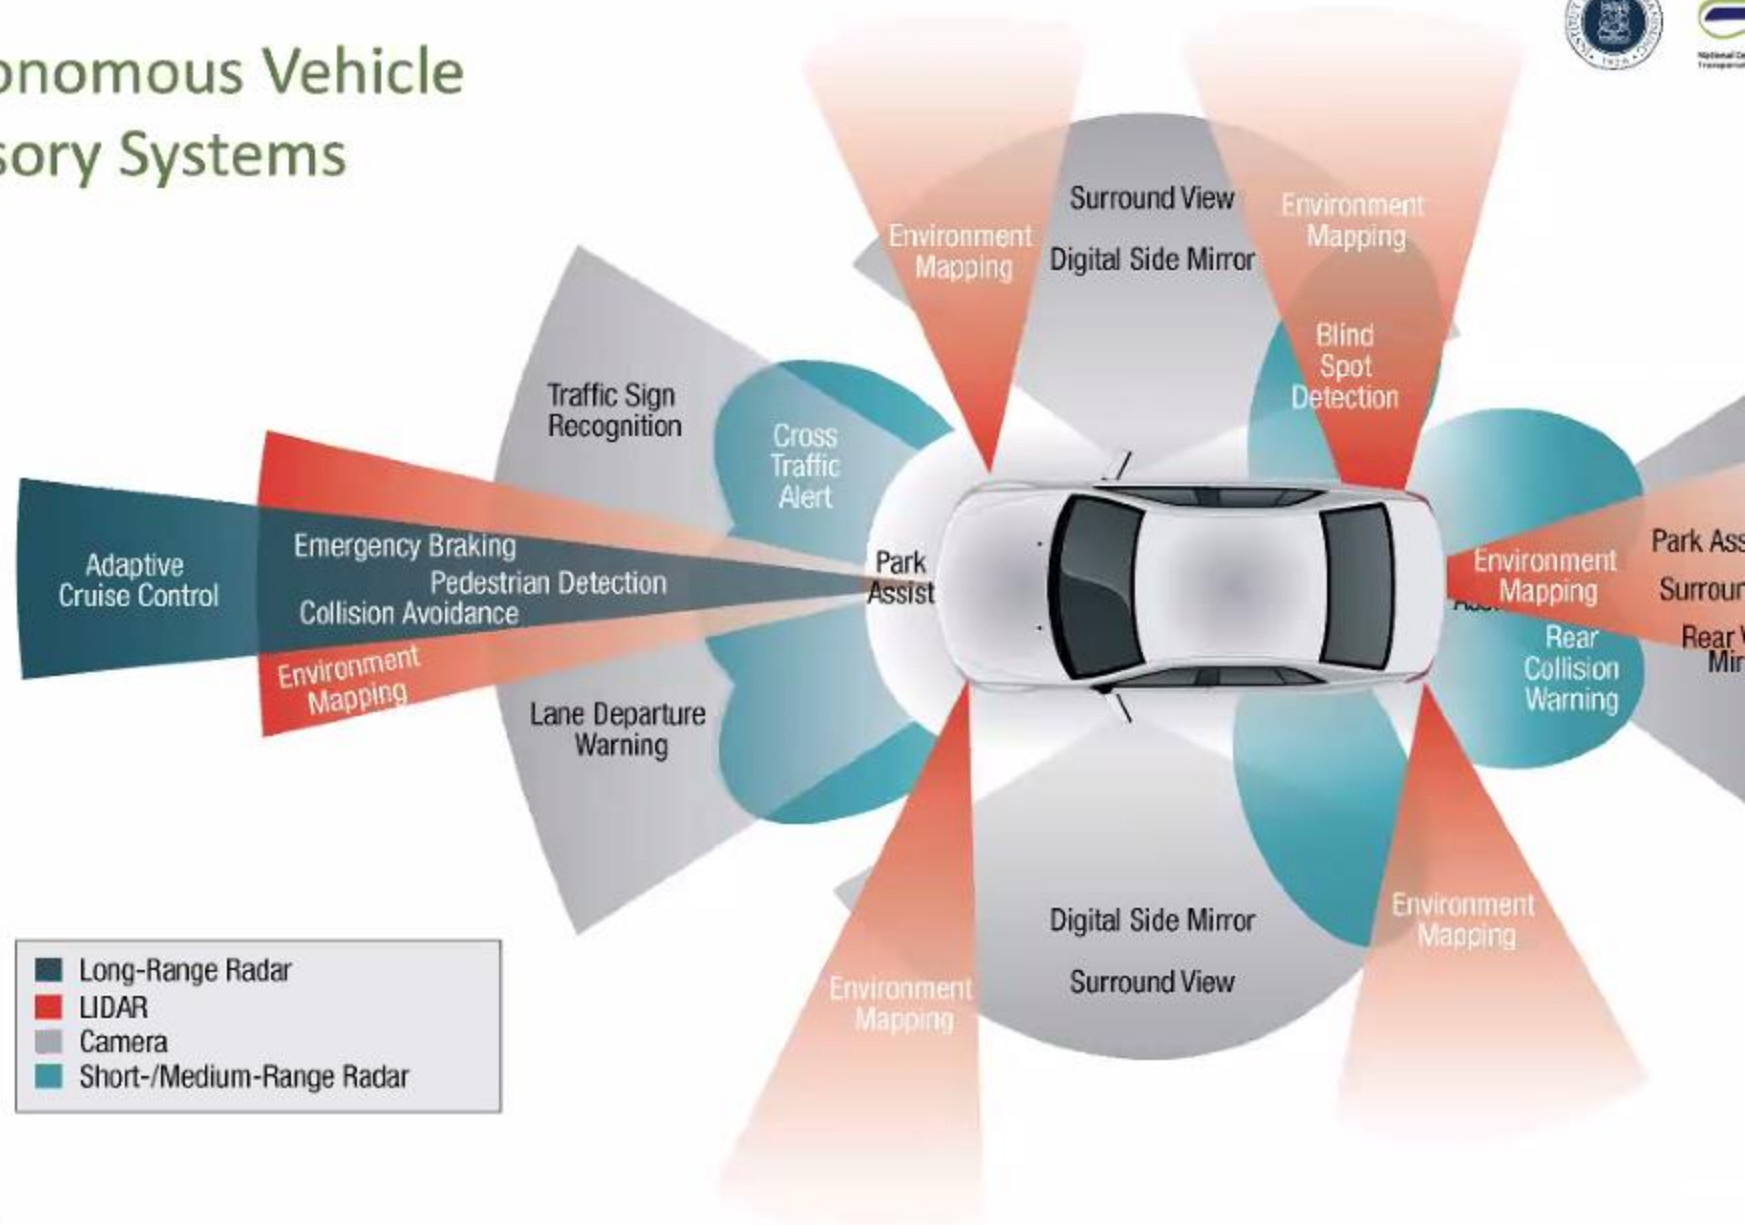 onomous Vehicle
sory Systems
Environment
Mapping
Surround View
Digital Side Mirror
Environment
Mapping
Blind
Spot
Detection
Traffic Sign
Recognition
Cross
Traffic
Alert
Adaptive
Cruise Control
Emergency Braking
Pedestrian Detection
Collision Avoidance
Environment
Mapping
Park
Assist
Environment
Mapping
Park Ass
Surroun
Rear V
Mir
Rear
Collision
Warning
Lane Departure
Warning
Digital Side Mirror
Surround View
Environment
Mapping
Environment
Mapping
Long-Range Radar
LIDAR
Camera
Short-/Medium-Range Radar